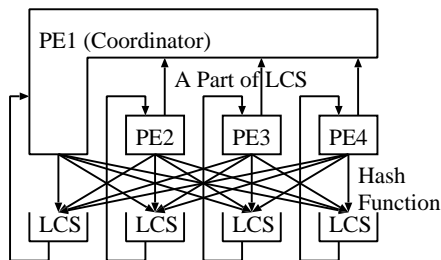 PE1 (Coordinator)
A Part of LCS
PE2 PE3 PE4
Hash
Function
LCS LCS LCS LCS